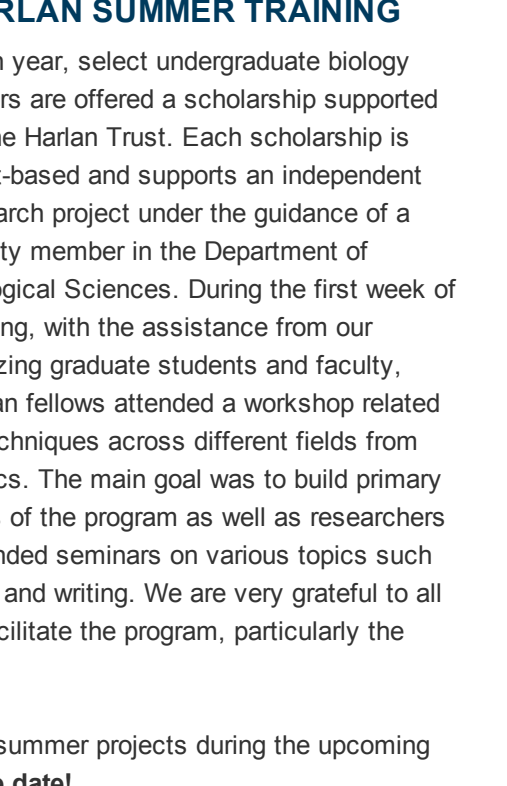 RLAN SUMMER TRAINING
year, select undergraduate biology
rs are offered a scholarship supported
e Harlan Trust. Each scholarship is
-based and supports an independent
arch project under the guidance of a
ty member in the Department of
ogical Sciences. During the first week of
ng, with the assistance from our
zing graduate students and faculty,
an fellows attended a workshop related
chniques across different fields from
cs. The main goal was to build primary
of the program as well as researchers
nded seminars on various topics such
and writing. We are very grateful to all
cilitate the program, particularly the
summer projects during the upcoming
date!